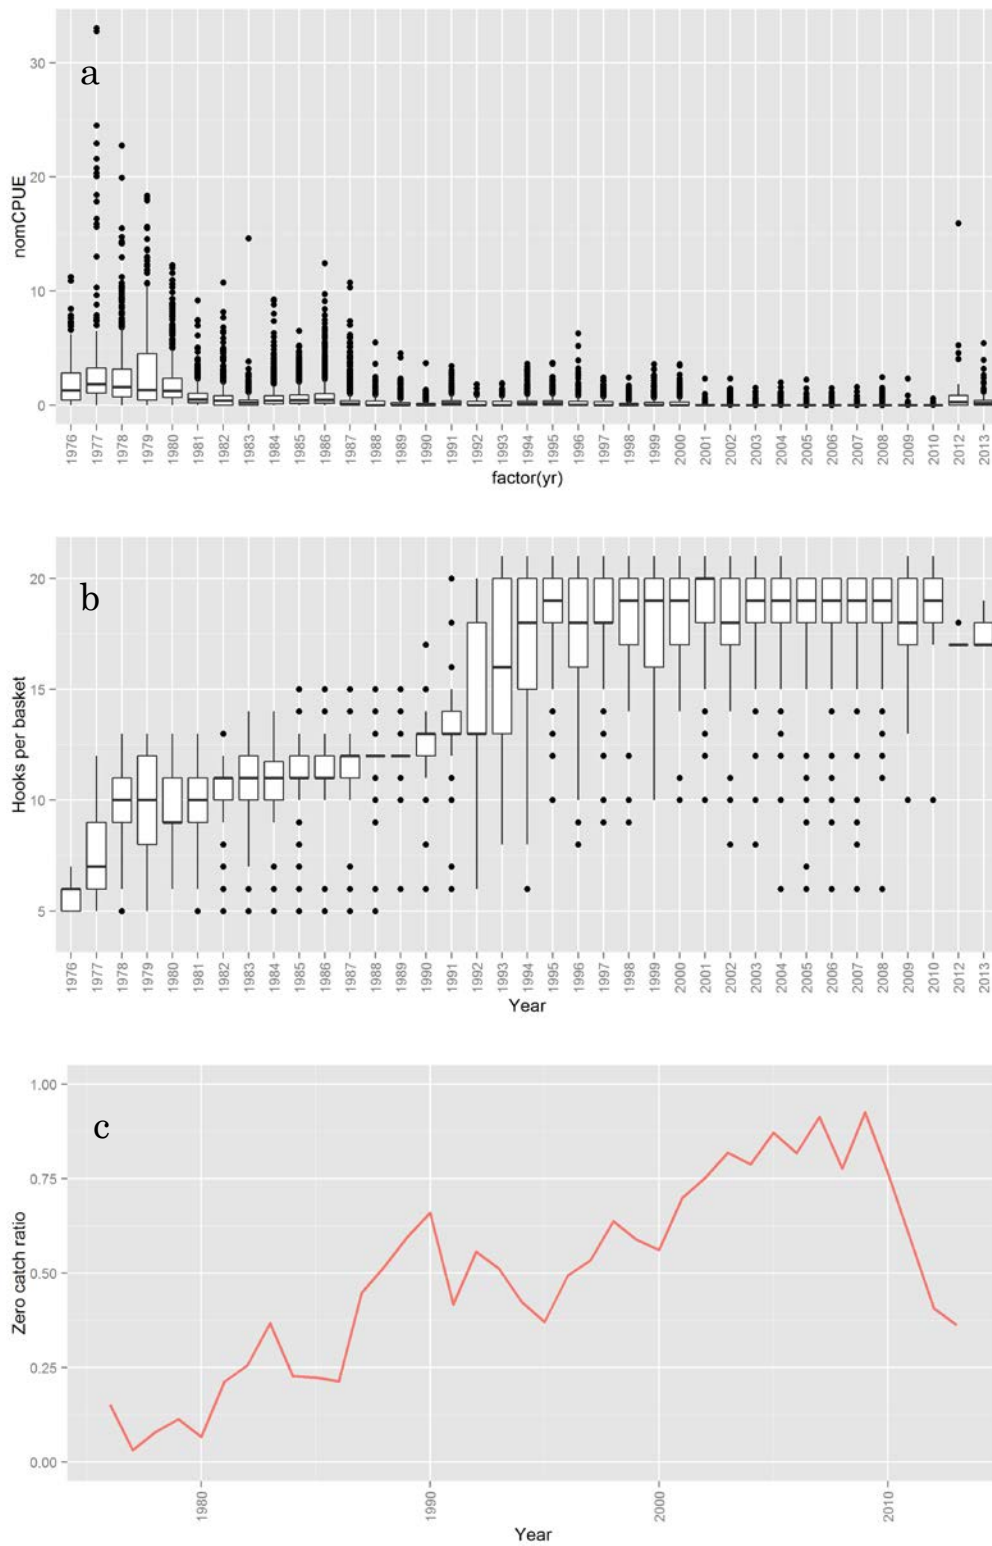 a
30
20
10
0
nomCPUE
1976 1977 1978 1979 1980 1981 1982 1983 1984 1985 1986 1987 1988 1989 1990 1991 1992 1993 1994 1995 1996 1997 1998 1999 2000 2001 2002 2003 2004 2005 2006 2007 2008 2009 2010 2012 2013
factor(yr)
b
20
15
10
5
Hooks per basket
1976 1977 1978 1979 1980 1981 1982 1983 1984 1985 1986 1987 1988 1989 1990 1991 1992 1993 1994 1995 1996 1997 1998 1999 2000 2001 2002 2003 2004 2005 2006 2007 2008 2009 2010 2012 2013
Year
c
1.00
0.75
0.50
0.25
0.00
Zero catch ratio
1980 1990 2000 2010
Year